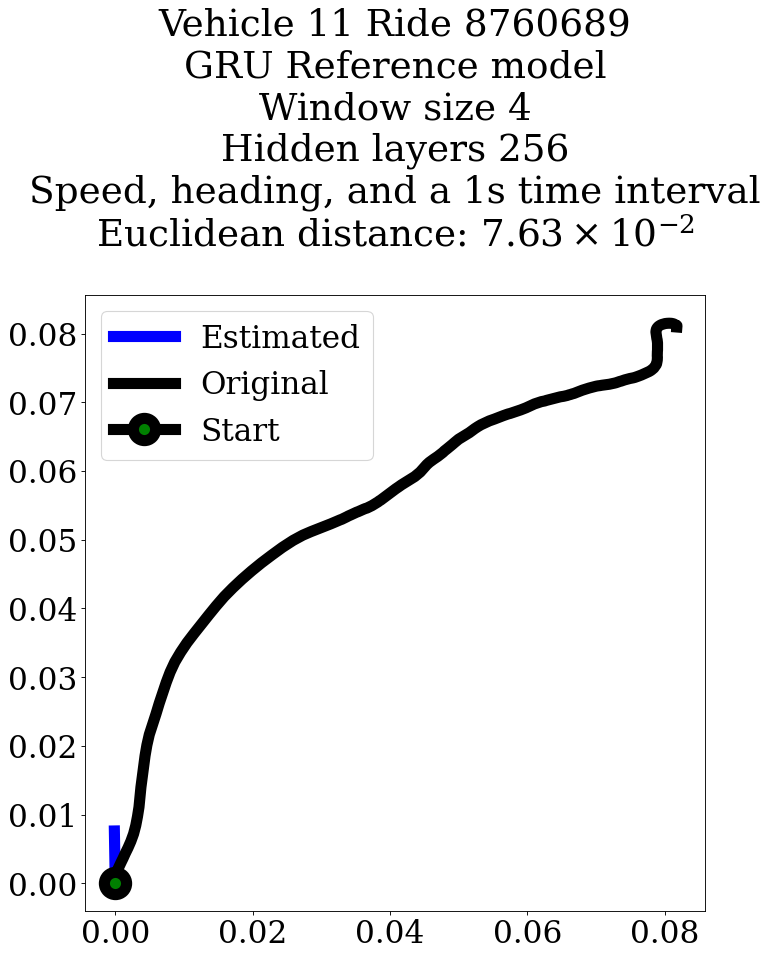 Vehicle 11 Ride 8760689
GRU Reference model
Window size 4
Hidden layers 256
Speed, heading, and a 1s time interval
Euclidean distance: 7.63 × 10⁻²
Estimated
Original
Start
0.08
0.07
0.06
0.05
0.04
0.03
0.02
0.01
0.00
0.00 0.02 0.04 0.06 0.08